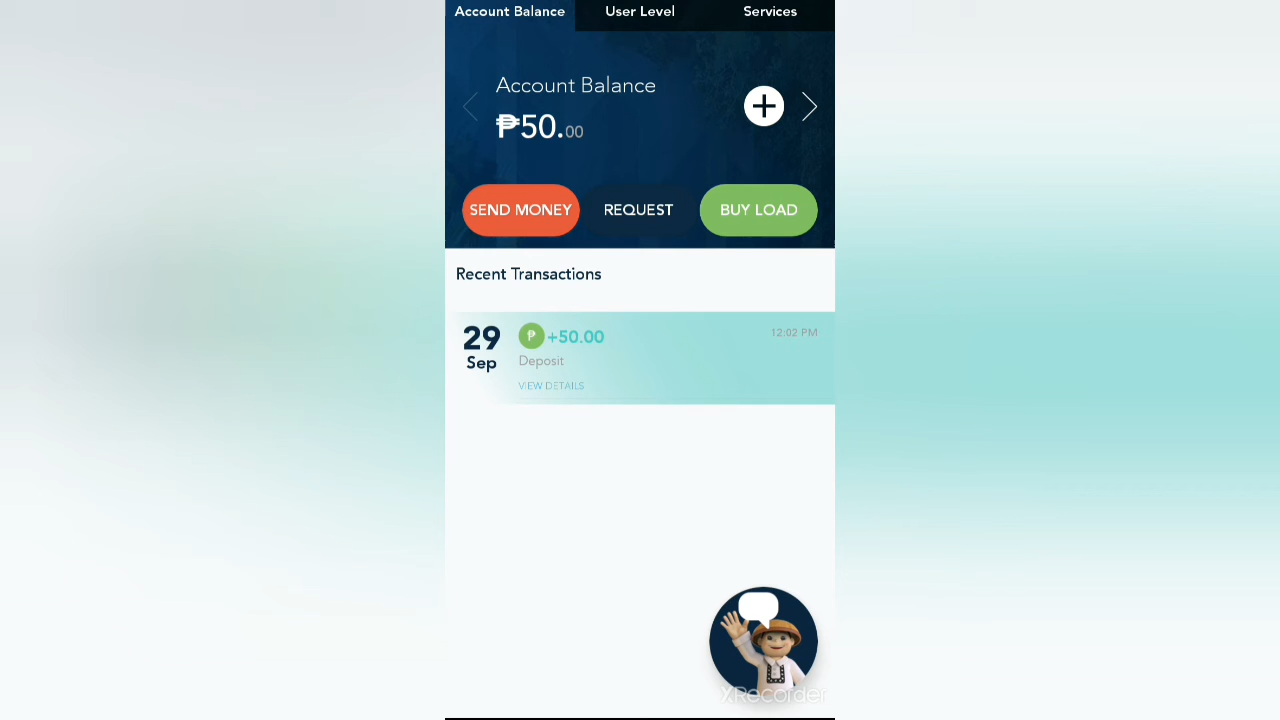 Account Balance User Level Services
Account Balance
₱50.00
SEND MONEY REQUEST BUY LOAD
Recent Transactions
29 ₱ +50.00 12:02 PM
Sep Deposit
VIEW DETAILS
XRecorder